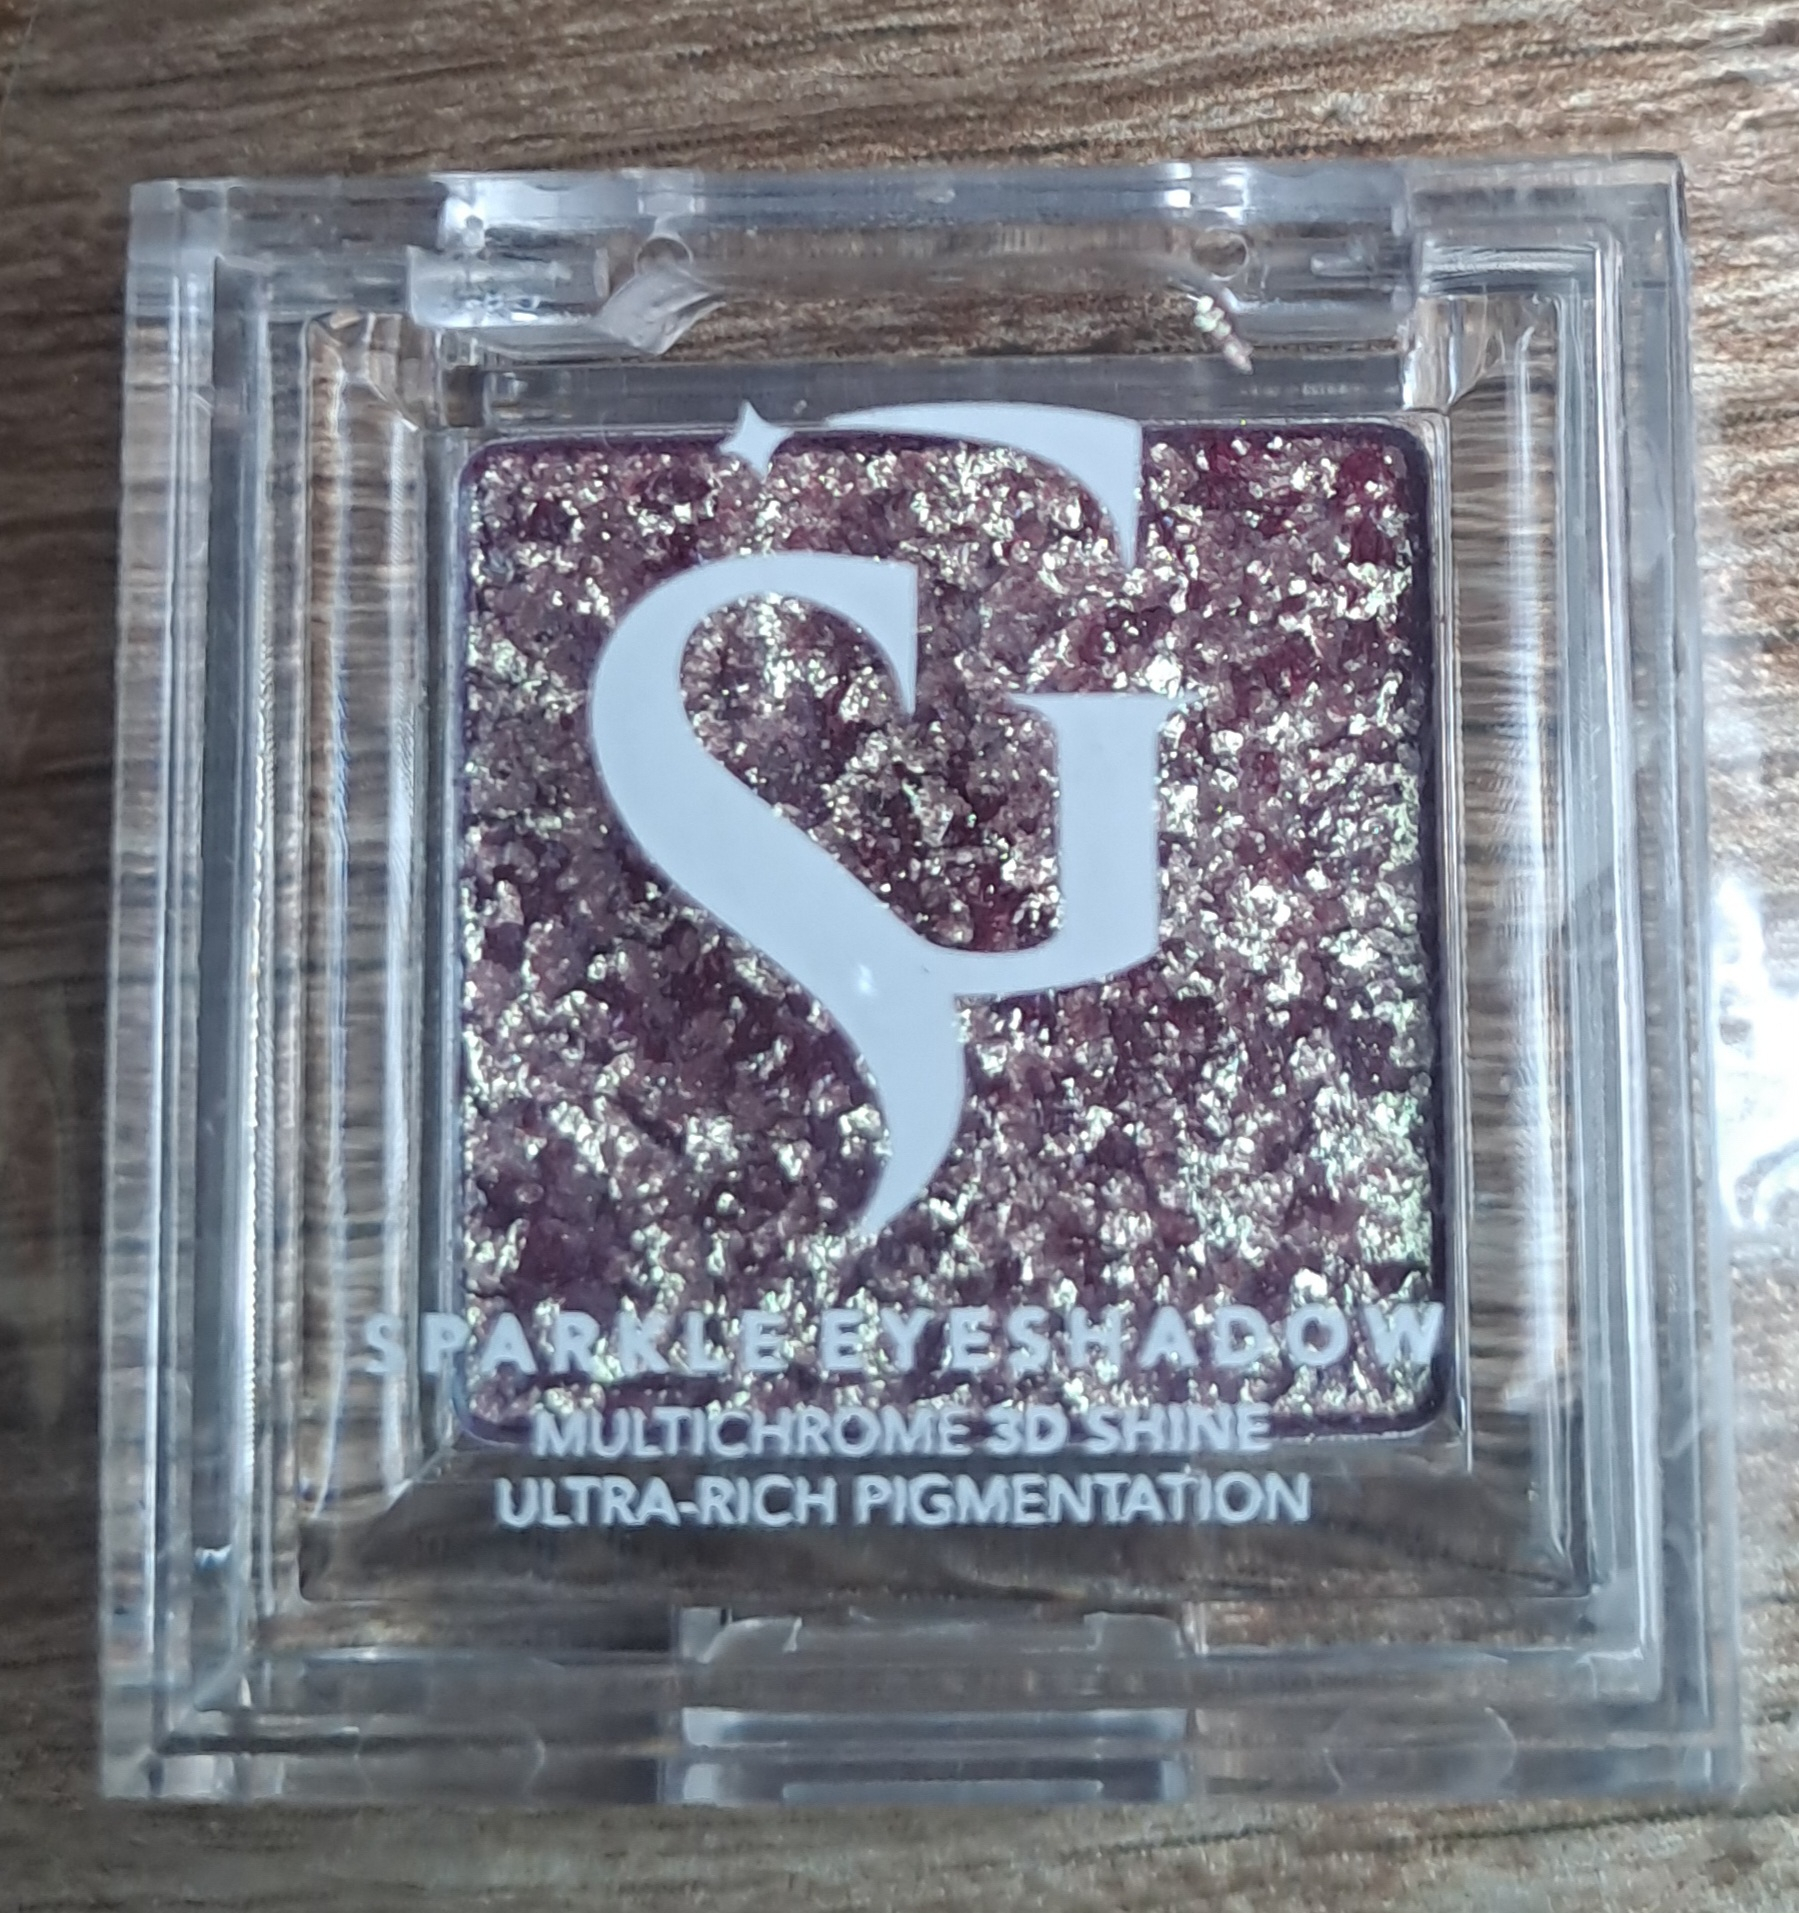 SG
SPARKLE EYESHADOW
MULTICHROME 3D SHINE
ULTRA-RICH PIGMENTATION